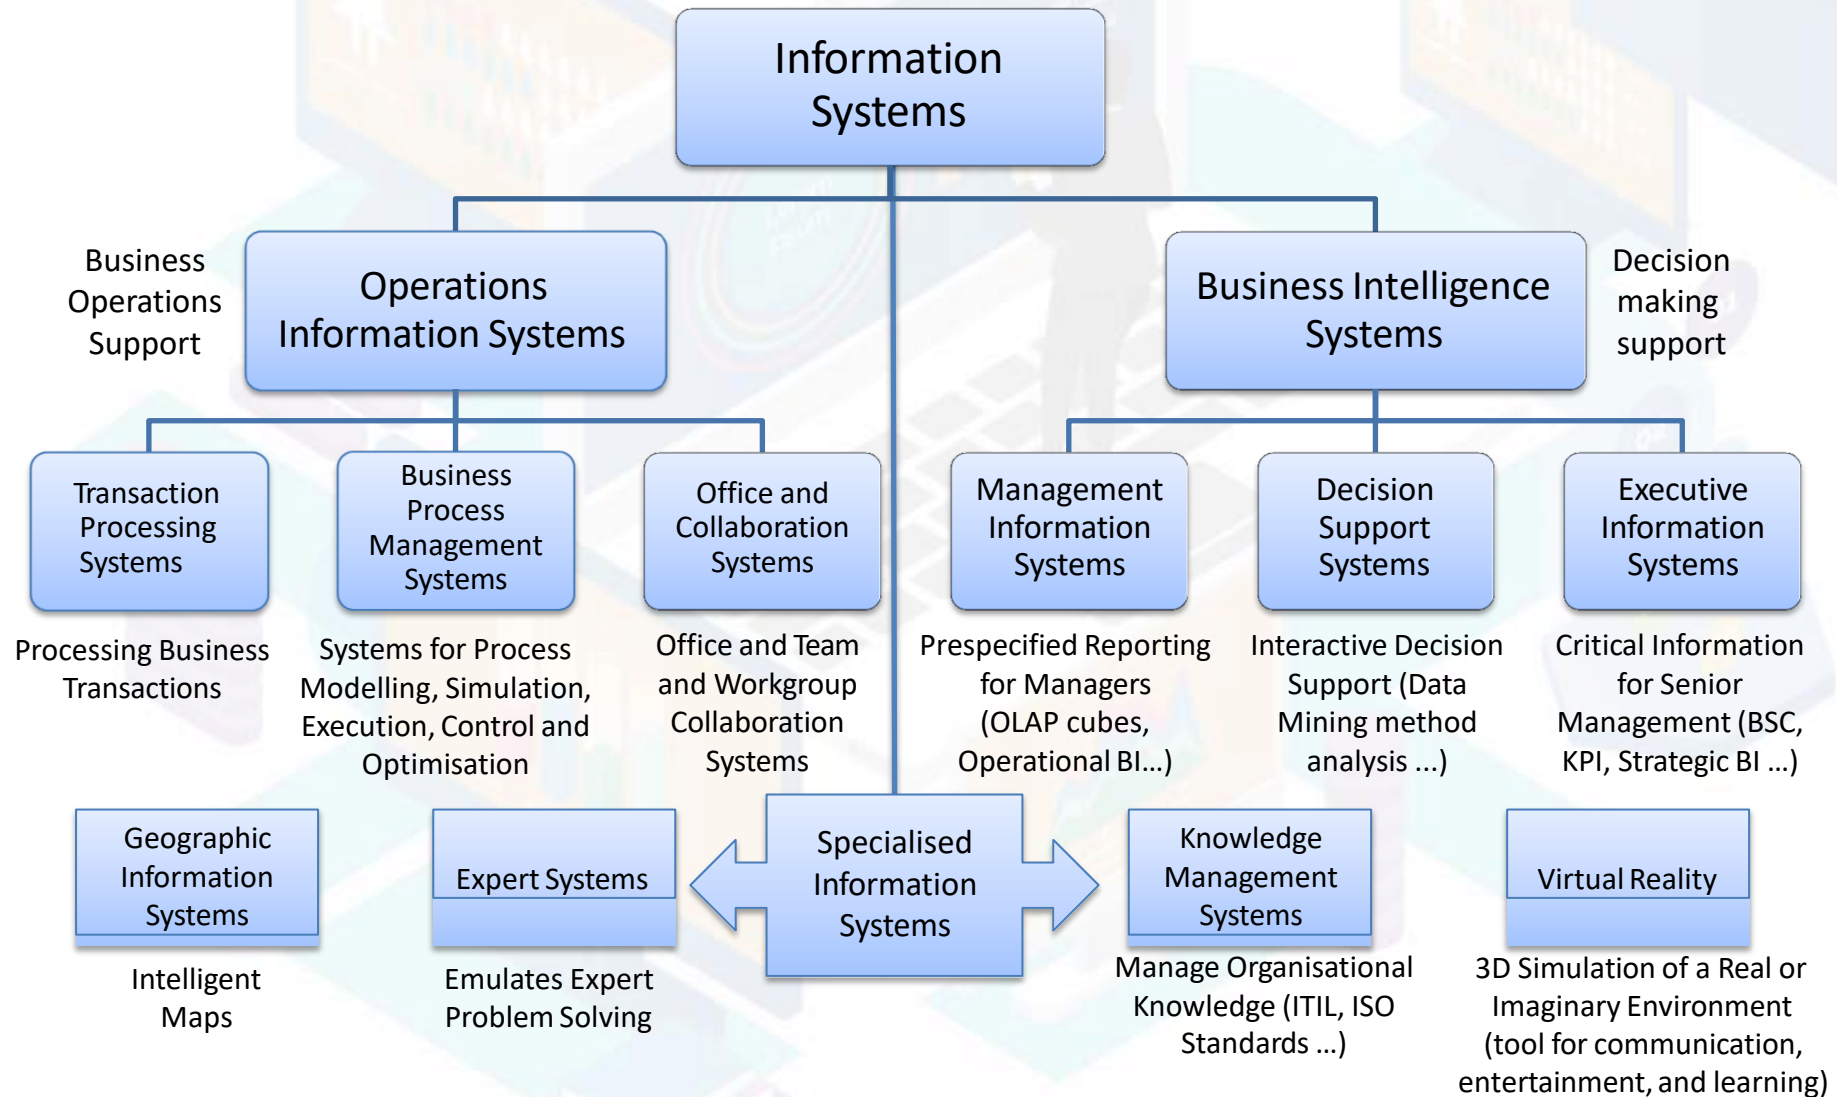 Information
Systems
Business
Operations
Support
Operations
Information Systems
Business Intelligence
Systems
Decision
making
support
Transaction
Processing
Systems
Business
Process
Management
Systems
Office and
Collaboration
Systems
Management
Information
Systems
Decision
Support
Systems
Executive
Information
Systems
Processing Business
Transactions
Systems for Process
Modelling, Simulation,
Execution, Control and
Optimisation
Office and Team
and Workgroup
Collaboration
Systems
Prespecified Reporting
for Managers
(OLAP cubes,
Operational BI...)
Interactive Decision
Support (Data
Mining method
analysis ...)
Critical Information
for Senior
Management (BSC,
KPI, Strategic BI ...)
Geographic
Information
Systems
Expert Systems
Specialised
Information
Systems
Knowledge
Management
Systems
Virtual Reality
Intelligent
Maps
Emulates Expert
Problem Solving
Manage Organisational
Knowledge (ITIL, ISO
Standards ...)
3D Simulation of a Real or
Imaginary Environment
(tool for communication,
entertainment, and learning)